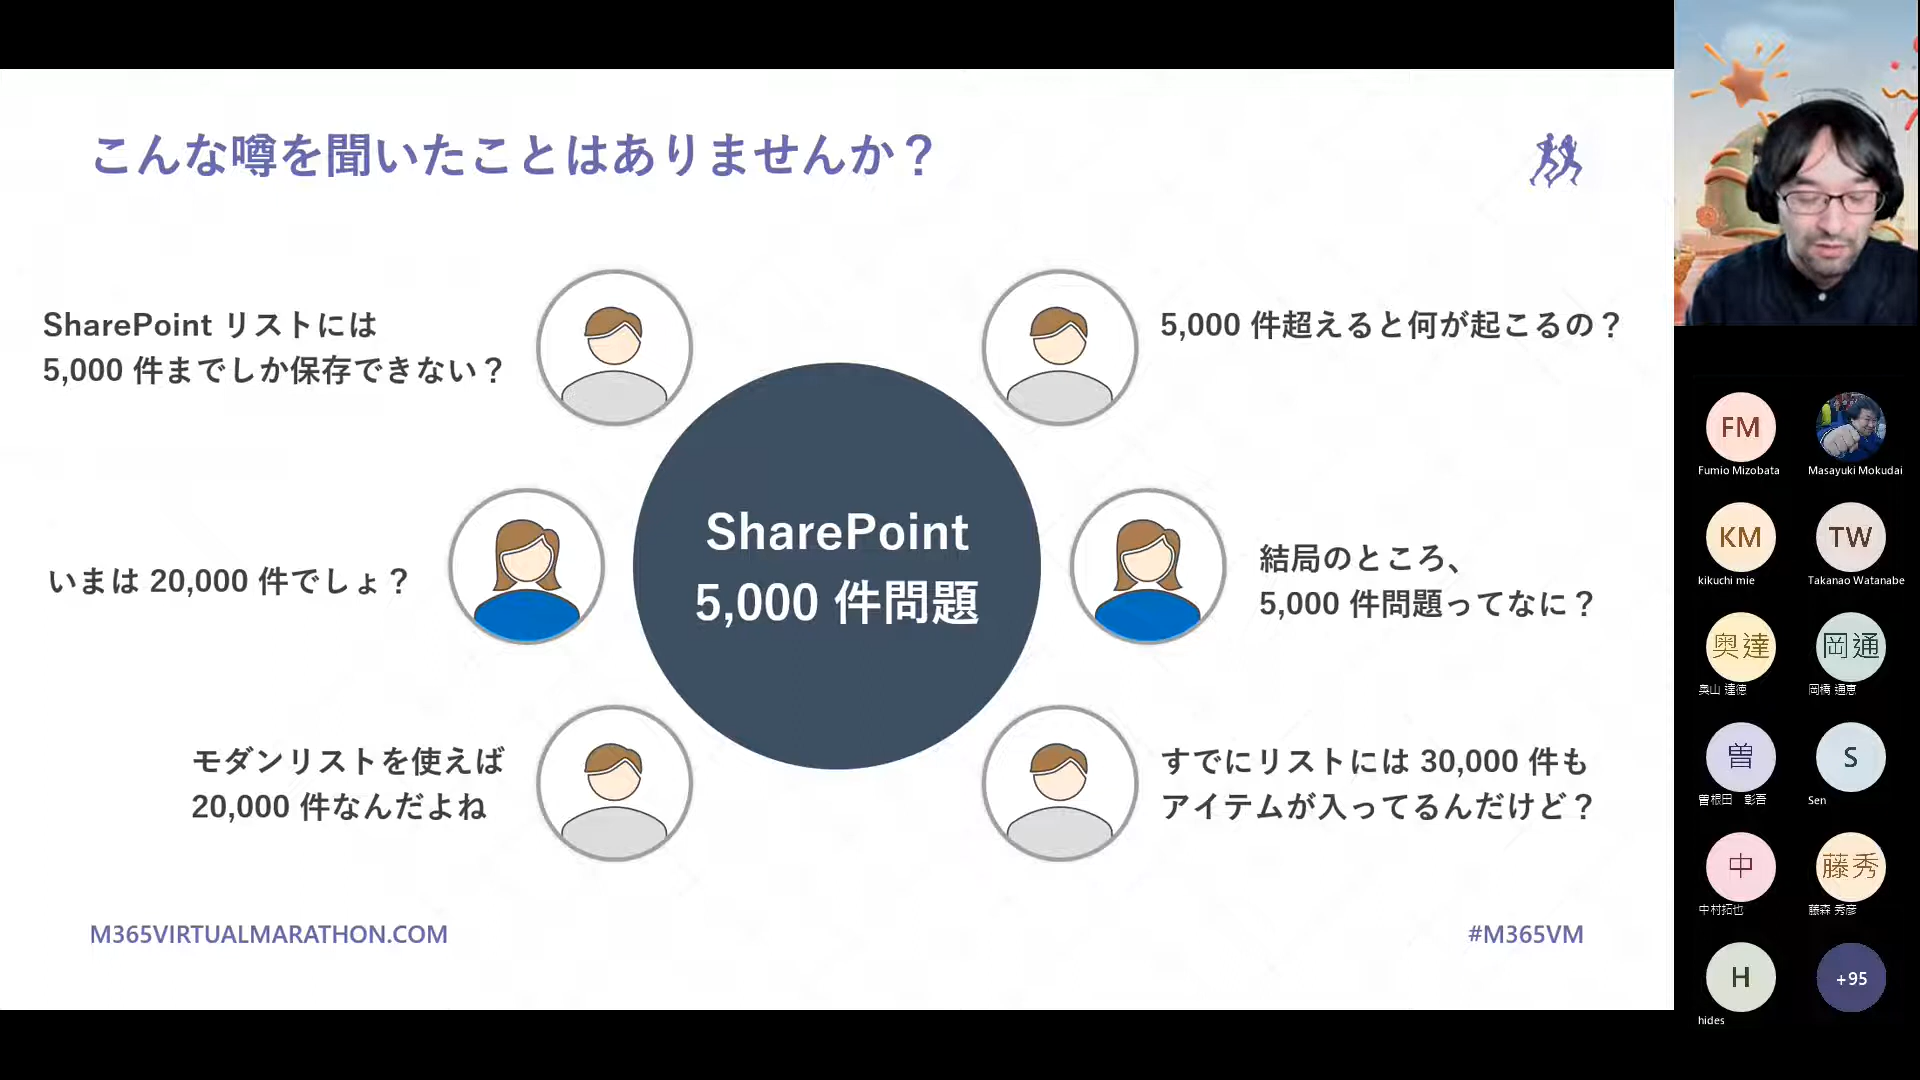 こんな噂を聞いたことはありませんか？
SharePoint リストには
5,000 件までしか保存できない？
5,000 件超えると何が起こるの？
いまは 20,000 件でしょ？
SharePoint
5,000 件問題
結局のところ、
5,000 件問題ってなに？
モダンリストを使えば
20,000 件なんだよね
すでにリストには 30,000 件も
アイテムが入ってるんだけど？
M365VIRTUALMARATHON.COM
#M365VM
FM
Fumio Mizobata
Masayuki Mokudai
KM
kikuchi mie
TW
Takanao Watanabe
奥達
奥山 達徳
岡通
岡橋 通恵
曽
曽根田 彰吾
S
Sen
中
中村拓也
藤秀
藤森 秀彦
H
hides
+95